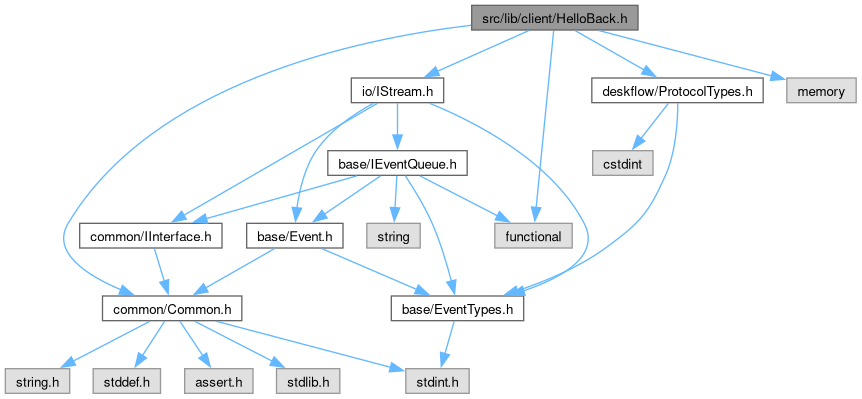 src/lib/client/HelloBack.h
io/IStream.h
deskflow/ProtocolTypes.h
memory
base/IEventQueue.h
cstdint
common/IInterface.h
base/Event.h
string
functional
common/Common.h
base/EventTypes.h
string.h
stddef.h
assert.h
stdlib.h
stdint.h